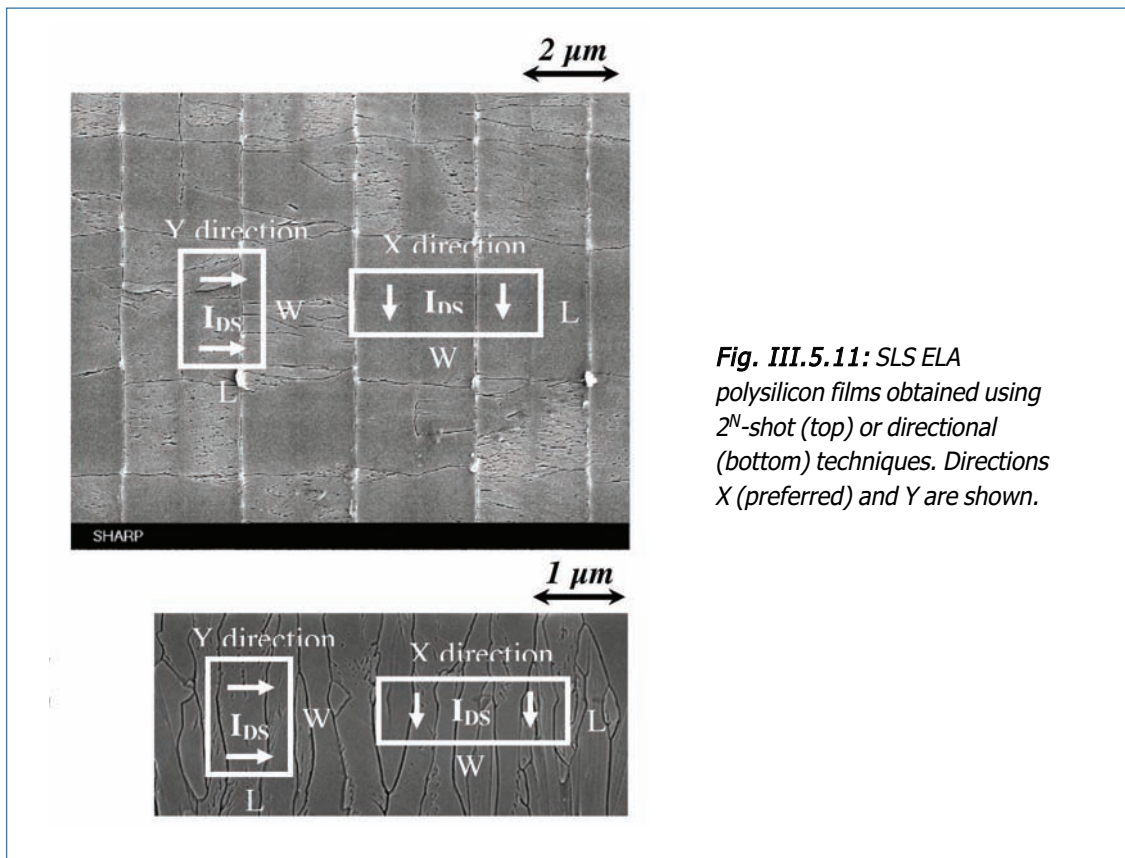 2 µm
Y direction
X direction
I_DS
W
L
I_DS
L
W
SHARP
1 µm
Y direction
X direction
I_DS
W
L
I_DS
L
W
Fig. III.5.11: SLS ELA
polysilicon films obtained using
2^N-shot (top) or directional
(bottom) techniques. Directions
X (preferred) and Y are shown.